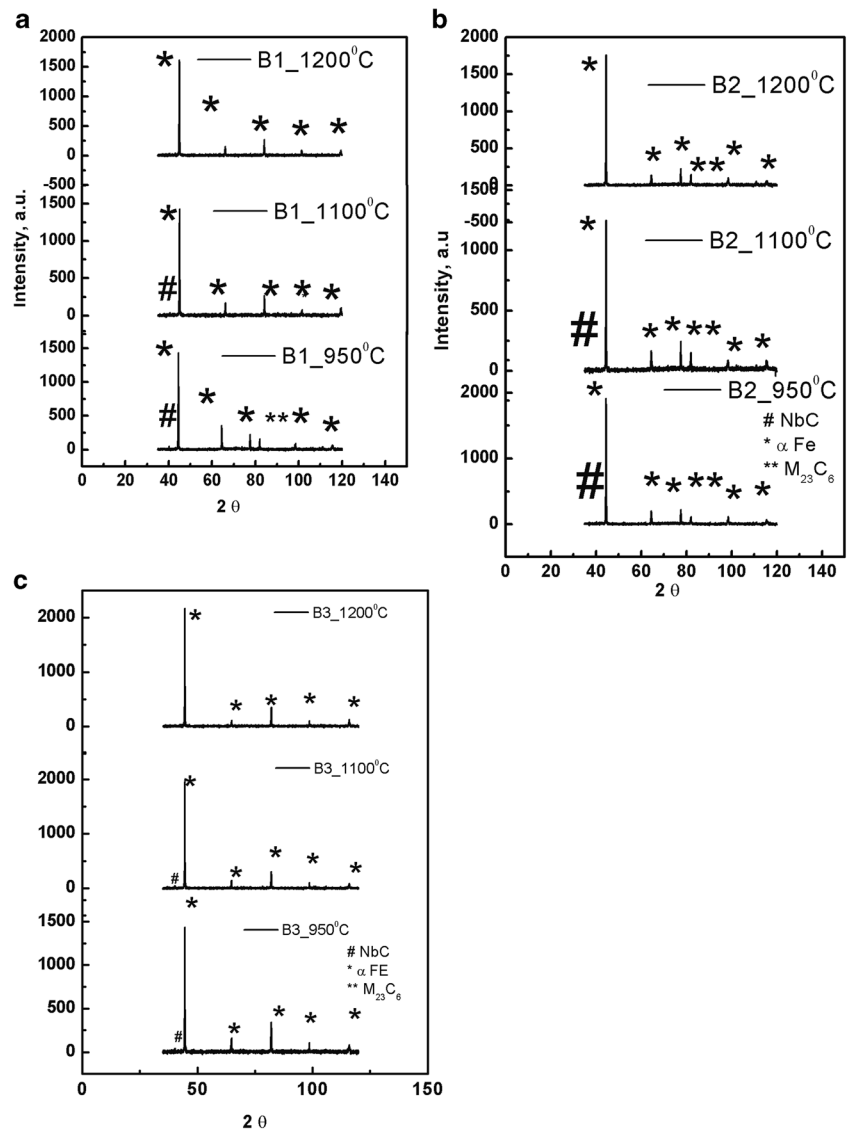 a
2000
1500
1000
500
0
-500
1500
1000
500
0
1500
1000
500
0
0 20 40 60 80 100 120 140
Intensity, a.u.
2 θ
B1_1200⁰C
* * * * *
B1_1100⁰C
*
# * * * *
B1_950⁰C
*
# * * ** * *
b
2000
1500
1000
500
0
1500
-500
1000
500
0
2000
1000
0
0 20 40 60 80 100 120 140
Intensity, a.u
2 θ
B2_1200⁰C
*
* * * * * *
B2_1100⁰C
*
# * * * * * *
B2_950⁰C
*
# NbC
* α Fe
** M₂₃C₆
# * * * * * *
c
2000
1000
0
2000
1000
0
1500
1000
500
0
0 50 100 150
2 θ
B3_1200⁰C
*
* * * *
B3_1100⁰C
*
# * * * *
B3_950⁰C
*
# NbC
* α FE
** M₂₃C₆
# * * * *